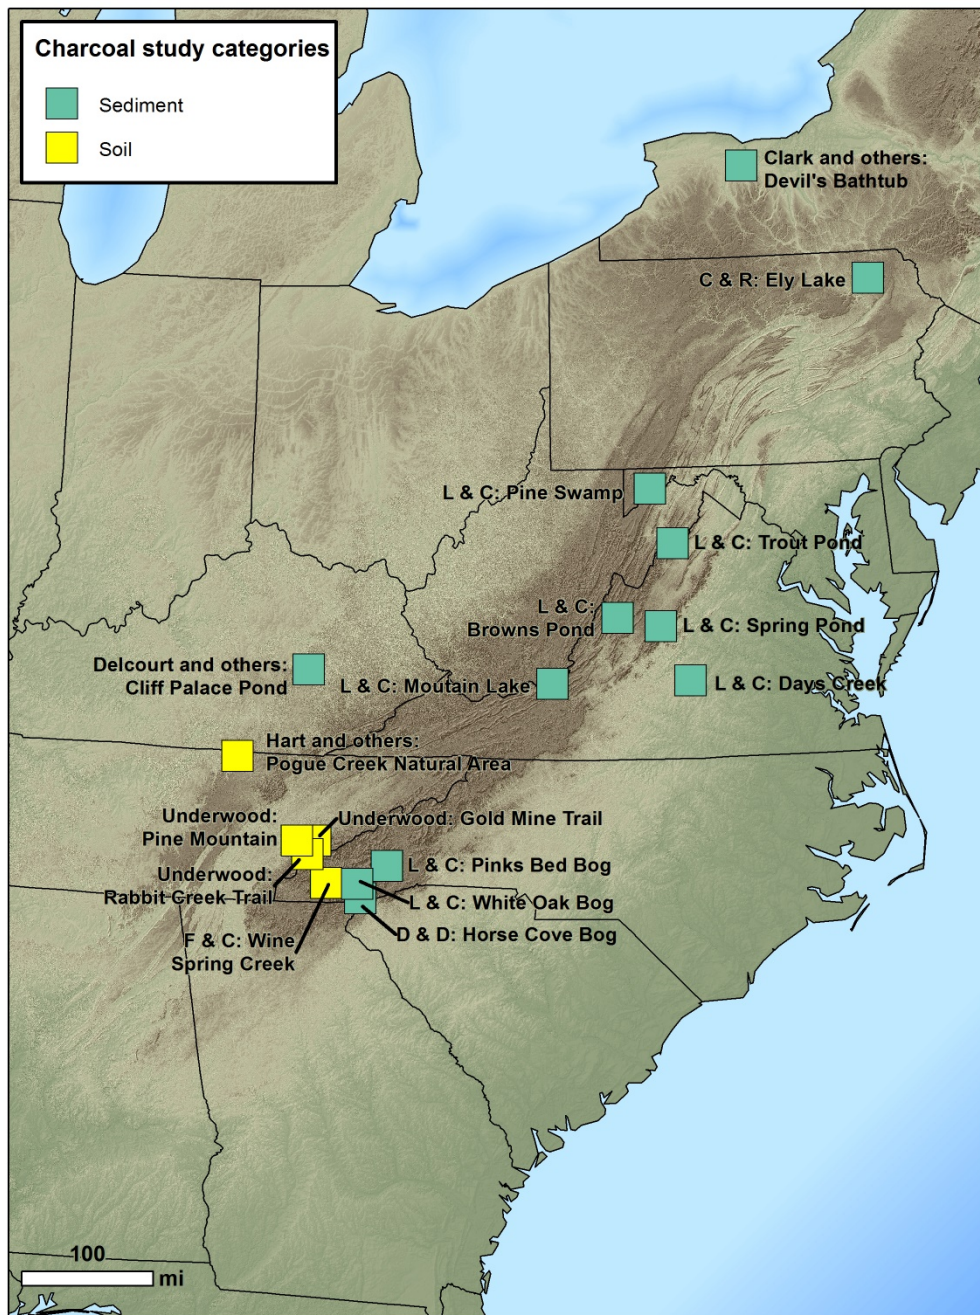 Charcoal study categories
Sediment
Soil
Clark and others:
Devil's Bathtub
C & R: Ely Lake
L & C: Pine Swamp
L & C: Trout Pond
L & C:
Browns Pond
L & C: Spring Pond
Delcourt and others:
Cliff Palace Pond
L & C: Moutain Lake
L & C: Days Creek
Hart and others:
Pogue Creek Natural Area
Underwood:
Pine Mountain
Underwood: Gold Mine Trail
Underwood:
Rabbit Creek Trail
L & C: Pinks Bed Bog
L & C: White Oak Bog
F & C: Wine
Spring Creek
D & D: Horse Cove Bog
100
mi